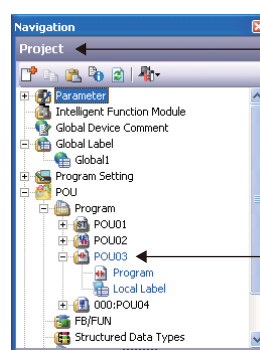 Navigation
Project
Parameter
Intelligent Function Module
Global Device Comment
Global Label
Global1
Program Setting
POU
Program
POU01
POU02
POU03
Program
Local Label
000:POU04
FB/FUN
Structured Data Types